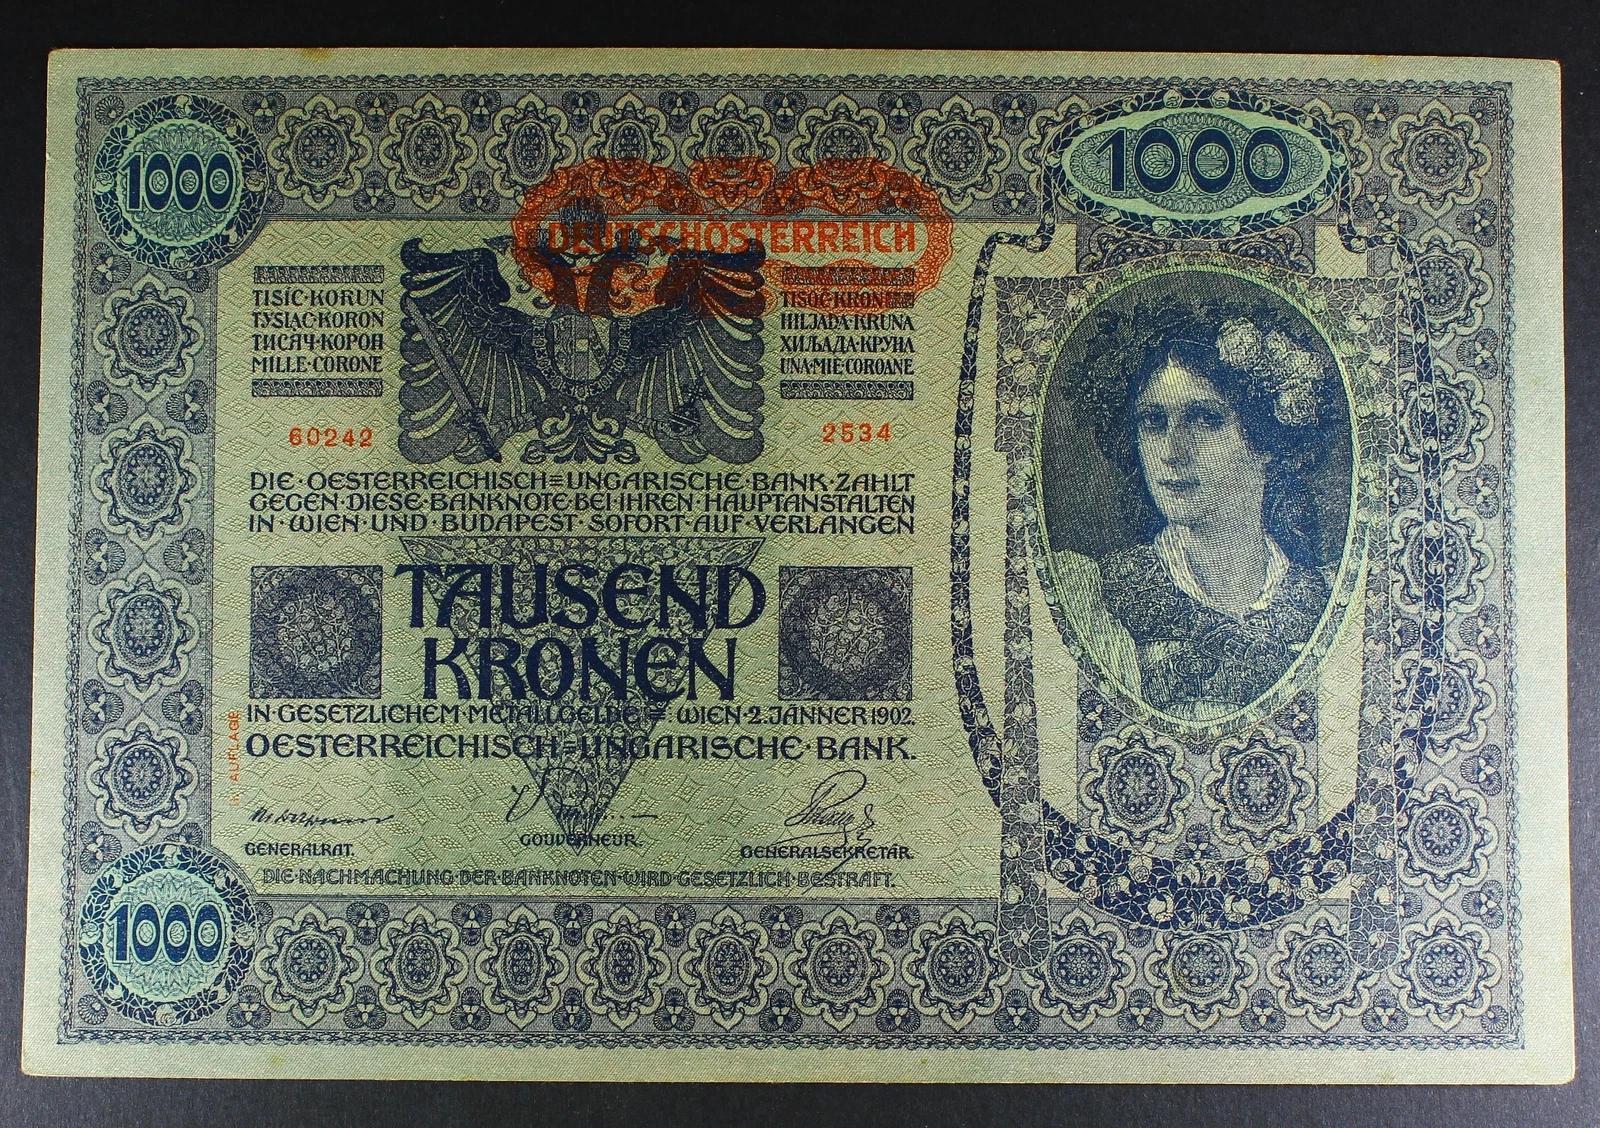 1000
1000
DEUTSCHÖSTERREICH
TISÍC·KORUN
TYSIĄC·KORON
ТИСЯЧ·КОРОН
MILLE·CORONE
TISOČ·KRON
HILJADA·KRUNA
ХИЉАДА·КРУНА
UNA·MIE·COROANE
60242
2534
DIE·OESTERREICHISCH=UNGARISCHE·BANK·ZAHLT
GEGEN·DIESE·BANKNOTE·BEI·IHREN·HAUPTANSTALTEN
IN·WIEN·UND·BUDAPEST·SOFORT·AUF·VERLANGEN
TAUSEND
KRONEN
IN·GESETZLICHEM·METALLGELDE·=·WIEN·2.JÄNNER 1902.
OESTERREICHISCH=UNGARISCHE·BANK.
AUFLAGE
GENERALRAT.
GOUVERNEUR.
GENERALSEKRETÄR.
DIE·NACHMACHUNG·DER·BANKNOTEN·WIRD·GESETZLICH·BESTRAFT.
1000